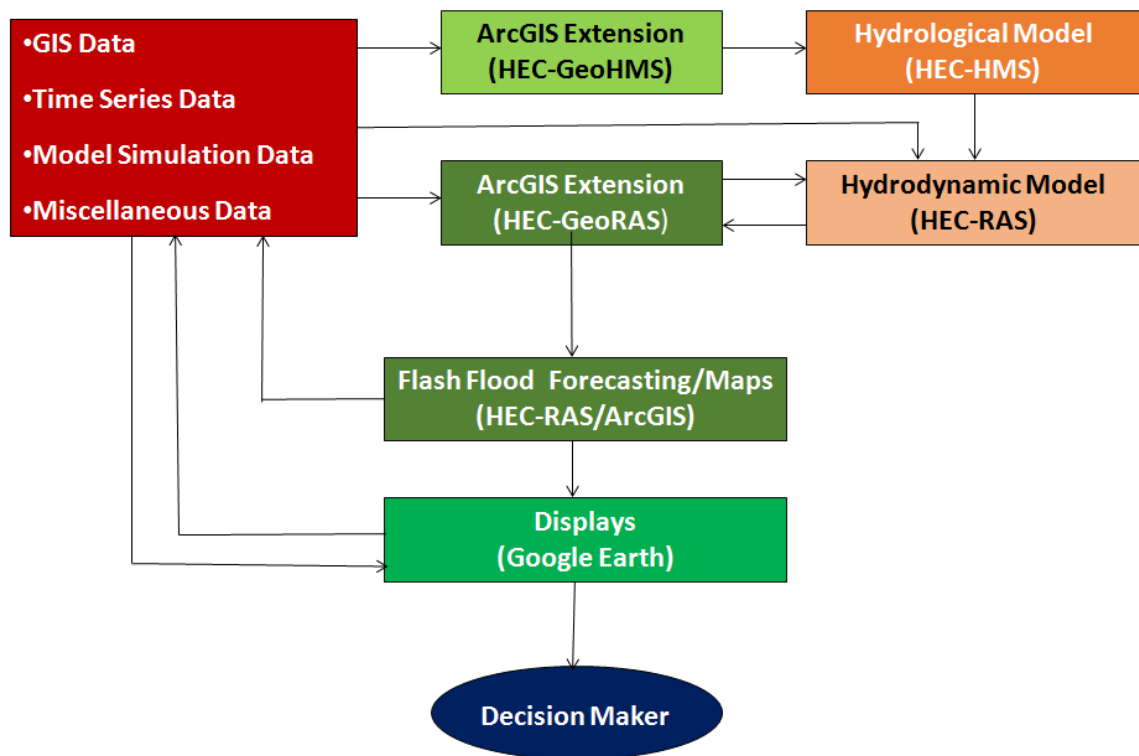 •GIS Data
•Time Series Data
•Model Simulation Data
•Miscellaneous Data
ArcGIS Extension
(HEC-GeoHMS)
Hydrological Model
(HEC-HMS)
ArcGIS Extension
(HEC-GeoRAS)
Hydrodynamic Model
(HEC-RAS)
Flash Flood Forecasting/Maps
(HEC-RAS/ArcGIS)
Displays
(Google Earth)
Decision Maker